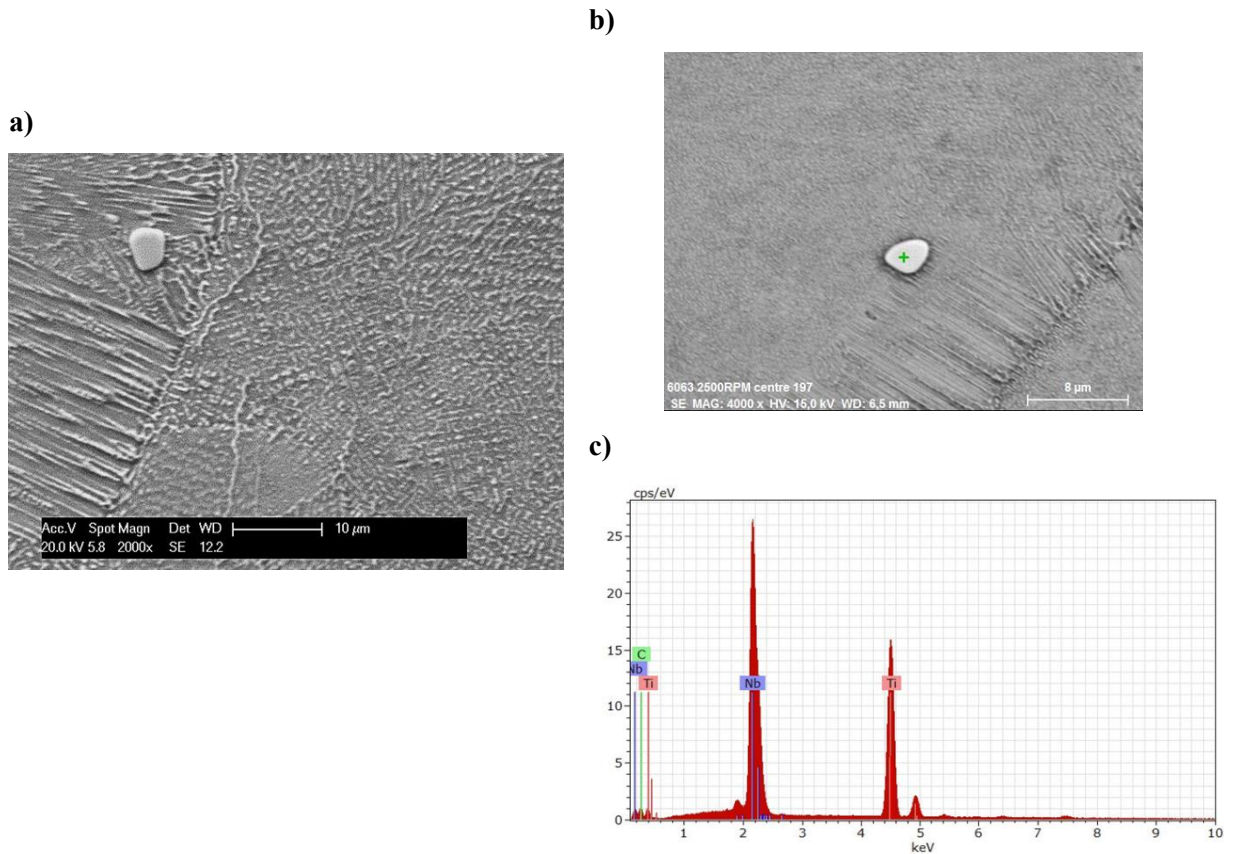 b)
a)
6063 2500RPM centre 197
SE MAG: 4000 x HV: 15,0 kV WD: 6,5 mm
8 µm
Acc.V Spot Magn Det WD
10 µm
20.0 kV 5.8 2000x SE 12.2
c)
cps/eV
25
20
15
10
5
0
C
Nb
Ti
Nb
Ti
1 2 3 4 5 6 7 8 9 10
keV